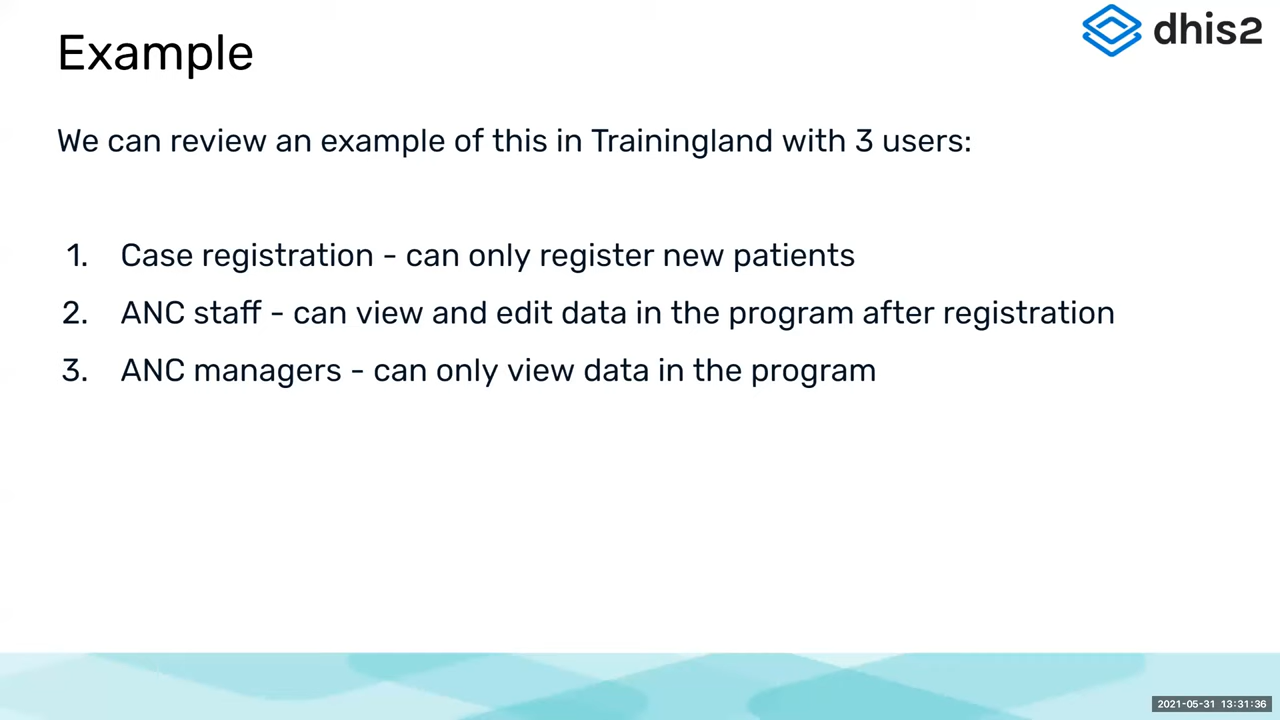 Example
dhis2
We can review an example of this in Trainingland with 3 users:
1. Case registration - can only register new patients
2. ANC staff - can view and edit data in the program after registration
3. ANC managers - can only view data in the program
2021-05-31 13:31:36